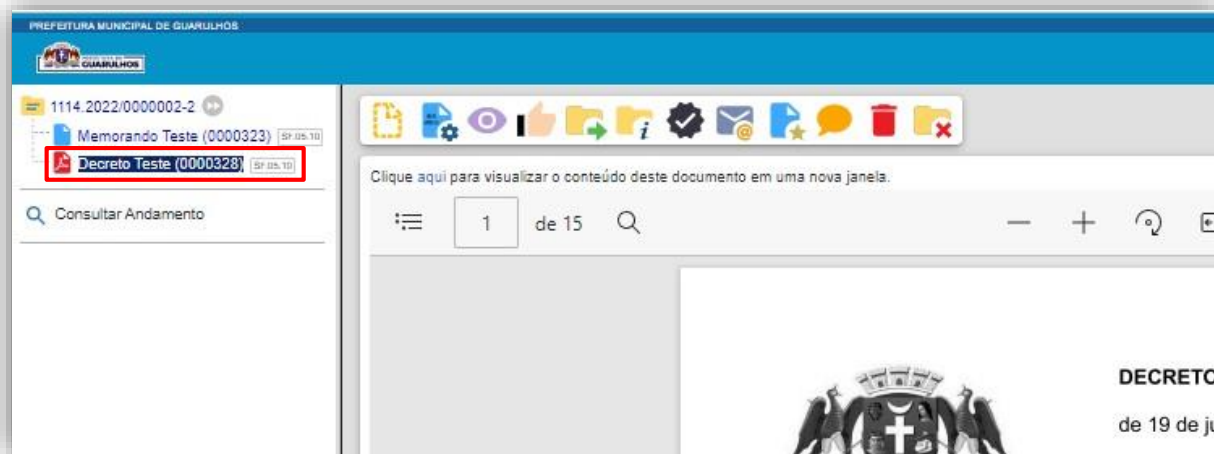 PREFEITURA MUNICIPAL DE GUARULHOS
GUARULHOS
1114.2022/0000002-2
Memorando Teste (0000323) SF.05.10
Decreto Teste (0000328) SF.05.10
Consultar Andamento
Clique aqui para visualizar o conteúdo deste documento em uma nova janela.
1 de 15
DECRETO
de 19 de ju